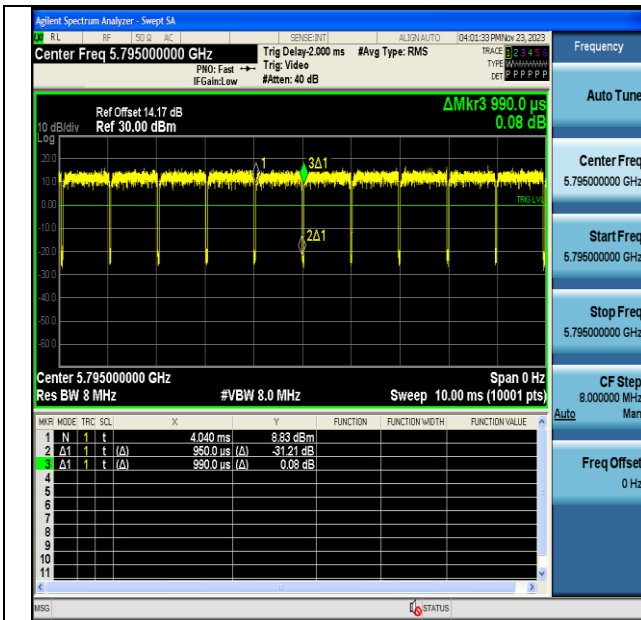 Agilent Spectrum Analyzer - Swept SA
RL RF 50 Ω AC SENSE:INT ALIGN AUTO 04:01:33 PM Nov 23, 2023
Center Freq 5.795000000 GHz
PNO: Fast
IFGain:Low
Trig Delay-2.000 ms
Trig: Video
#Atten: 40 dB
#Avg Type: RMS
TRACE 1 2 3 4 5 6
TYPE WWWWWW
DET P P P P P P
Frequency
Auto Tune
Center Freq
5.795000000 GHz
Start Freq
5.795000000 GHz
Stop Freq
5.795000000 GHz
CF Step
8.000000 MHz
Auto Man
Freq Offset
0 Hz
ΔMkr3 990.0 µs
0.08 dB
Ref Offset 14.17 dB
10 dB/div Ref 30.00 dBm
Log
20.0
10.0
0.00
-10.0
-20.0
-30.0
-40.0
-50.0
-60.0
1
3Δ1
2Δ1
TRIG LVL
Center 5.795000000 GHz Span 0 Hz
Res BW 8 MHz #VBW 8.0 MHz Sweep 10.00 ms (10001 pts)
MKR MODE TRC SCL X Y FUNCTION FUNCTION WIDTH FUNCTION VALUE
1 N 1 t 4.040 ms 8.83 dBm
2 Δ1 1 t (Δ) 950.0 µs (Δ) -31.21 dB
3 Δ1 1 t (Δ) 990.0 µs (Δ) 0.08 dB
4
5
6
7
8
9
10
11
MSG STATUS